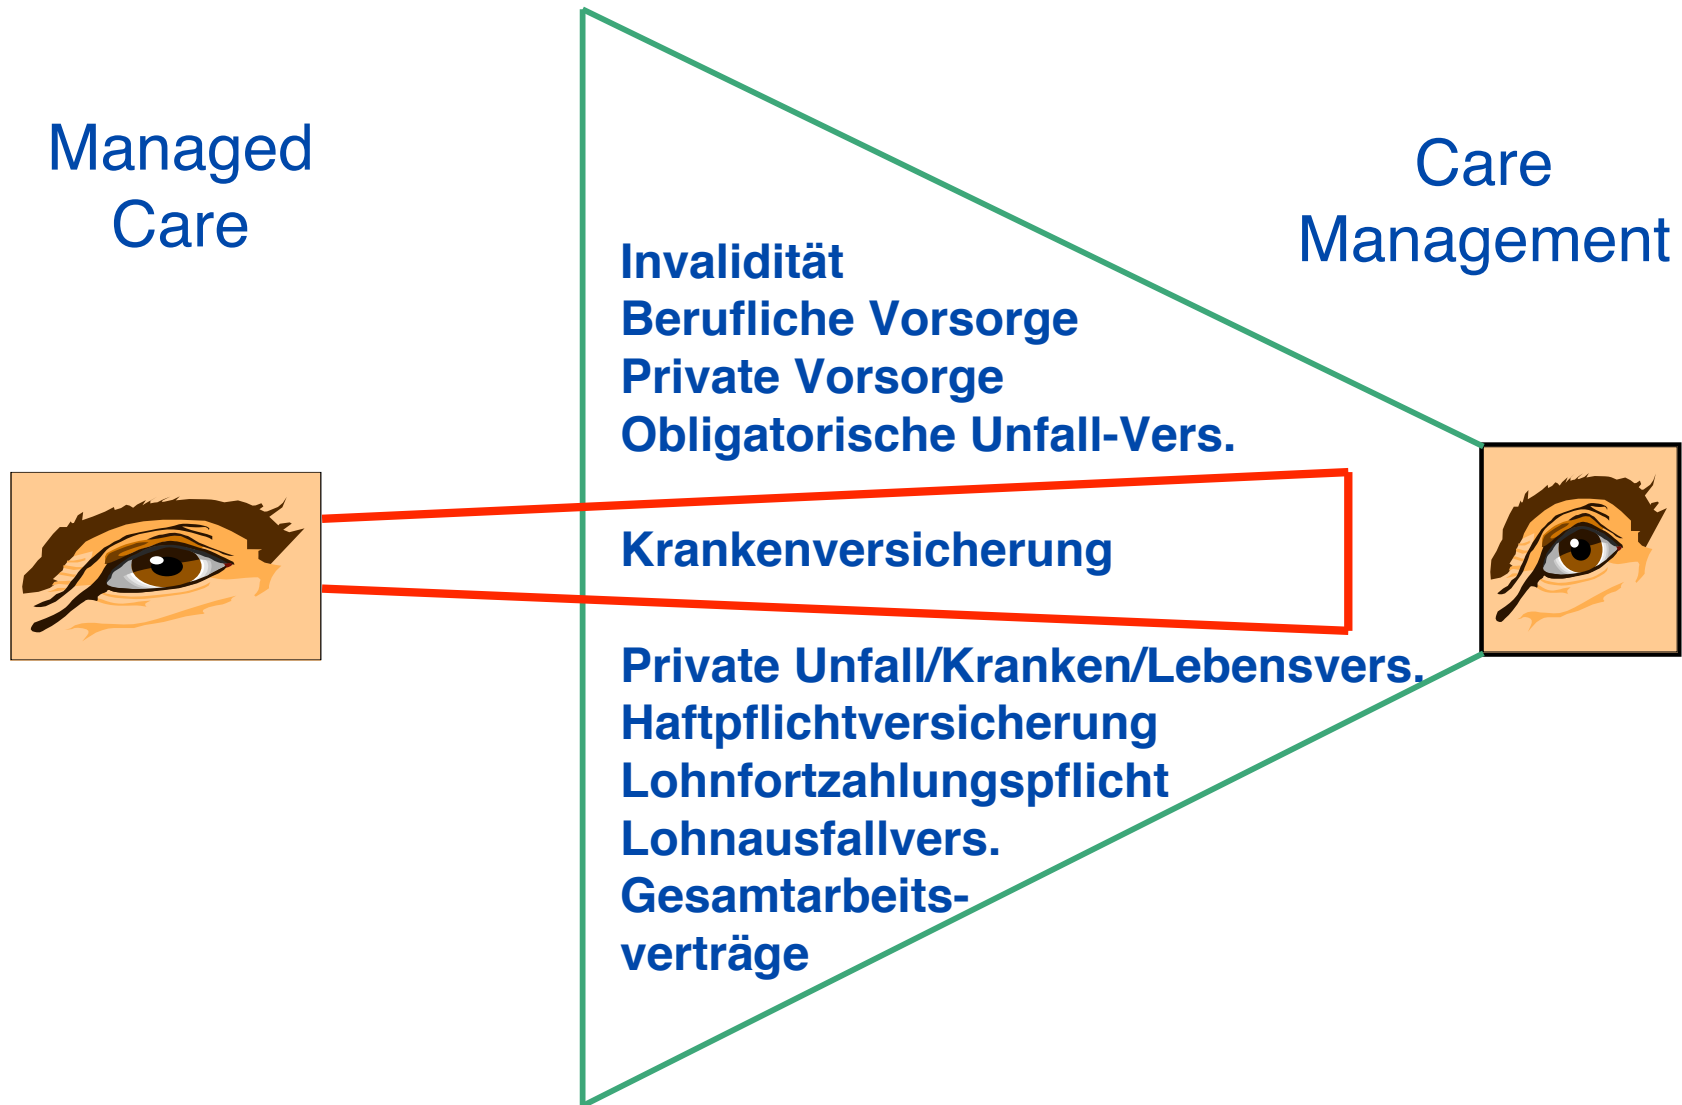 Managed
Care
Care
Management
Invalidität
Berufliche Vorsorge
Private Vorsorge
Obligatorische Unfall-Vers.
Krankenversicherung
Private Unfall/Kranken/Lebensvers.
Haftpflichtversicherung
Lohnfortzahlungspflicht
Lohnausfallvers.
Gesamtarbeits-
verträge